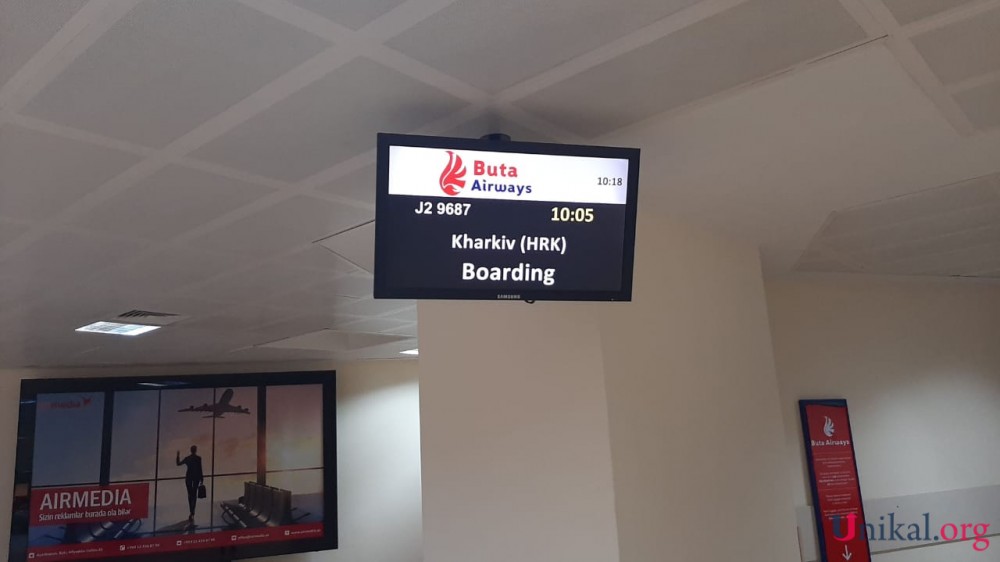 Buta
Airways
10:18
J2 9687
10:05
Kharkiv (HRK)
Boarding
SAMSUNG
AIRMEDIA
Sizin reklamlar burada ola bilər
Buta Airways
Unikal.org